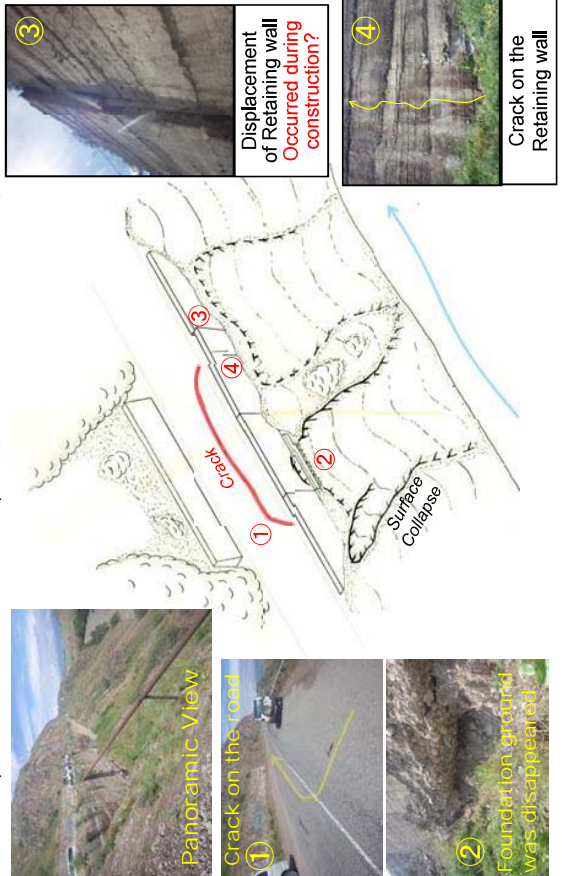 Panoramic View
①
Crack on the road
②
Foundation ground
was disappeared
①
Crack
②
③
④
Surface
Collapse
③
Displacement
of Retaining wall
Occurred during
construction?
④
Crack on the
Retaining wall